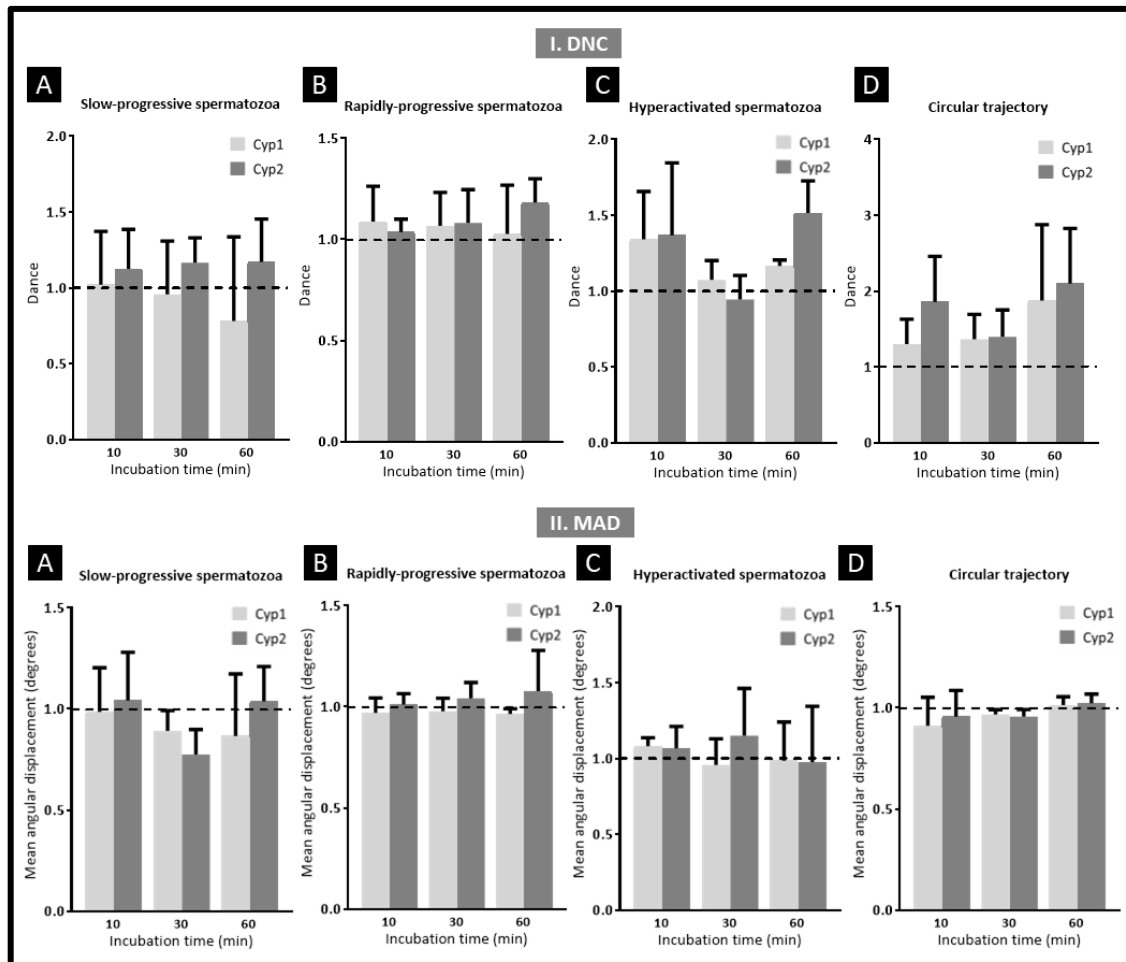 I. DNC
A
Slow-progressive spermatozoa
2.0
1.5
1.0
0.5
0.0
Dance
Cyp1
Cyp2
10 30 60
Incubation time (min)
B
Rapidly-progressive spermatozoa
1.5
1.0
0.5
0.0
Dance
Cyp1
Cyp2
10 30 60
Incubation time (min)
C
Hyperactivated spermatozoa
2.0
1.5
1.0
0.5
0.0
Dance
Cyp1
Cyp2
10 30 60
Incubation time (min)
D
Circular trajectory
4
3
2
1
0
Dance
Cyp1
Cyp2
10 30 60
Incubation time (min)
II. MAD
A
Slow-progressive spermatozoa
1.5
1.0
0.5
0.0
Mean angular displacement (degrees)
Cyp1
Cyp2
10 30 60
Incubation time (min)
B
Rapidly-progressive spermatozoa
1.5
1.0
0.5
0.0
Mean angular displacement (degrees)
Cyp1
Cyp2
10 30 60
Incubation time (min)
C
Hyperactivated spermatozoa
2.0
1.5
1.0
0.5
0.0
Mean angular displacement (degrees)
Cyp1
Cyp2
10 30 60
Incubation time (min)
D
Circular trajectory
1.5
1.0
0.5
0.0
Mean angular displacement (degrees)
Cyp1
Cyp2
10 30 60
Incubation time (min)